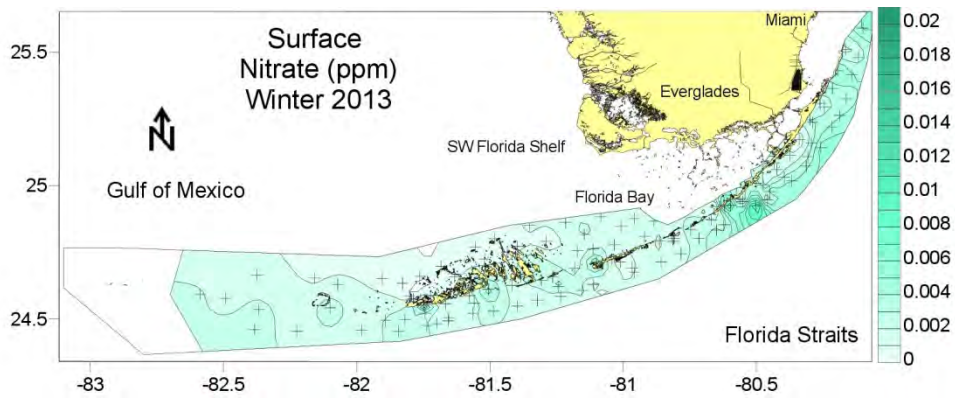 Surface
Nitrate (ppm)
Winter 2013
Miami
Everglades
SW Florida Shelf
N
Gulf of Mexico
Florida Bay
Florida Straits
25.5
25
24.5
-83
-82.5
-82
-81.5
-81
-80.5
0.02
0.018
0.016
0.014
0.012
0.01
0.008
0.006
0.004
0.002
0